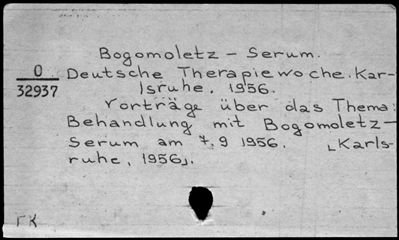 Bogomoletz – Serum.
O
32937
Deutsche Therapiewoche. Kar-
lsruhe, 1956.
Vorträge über das Thema:
Behandlung mit Bogomoletz-
Serum am 7.9 1956. [Karls-
ruhe, 1956].
ГК